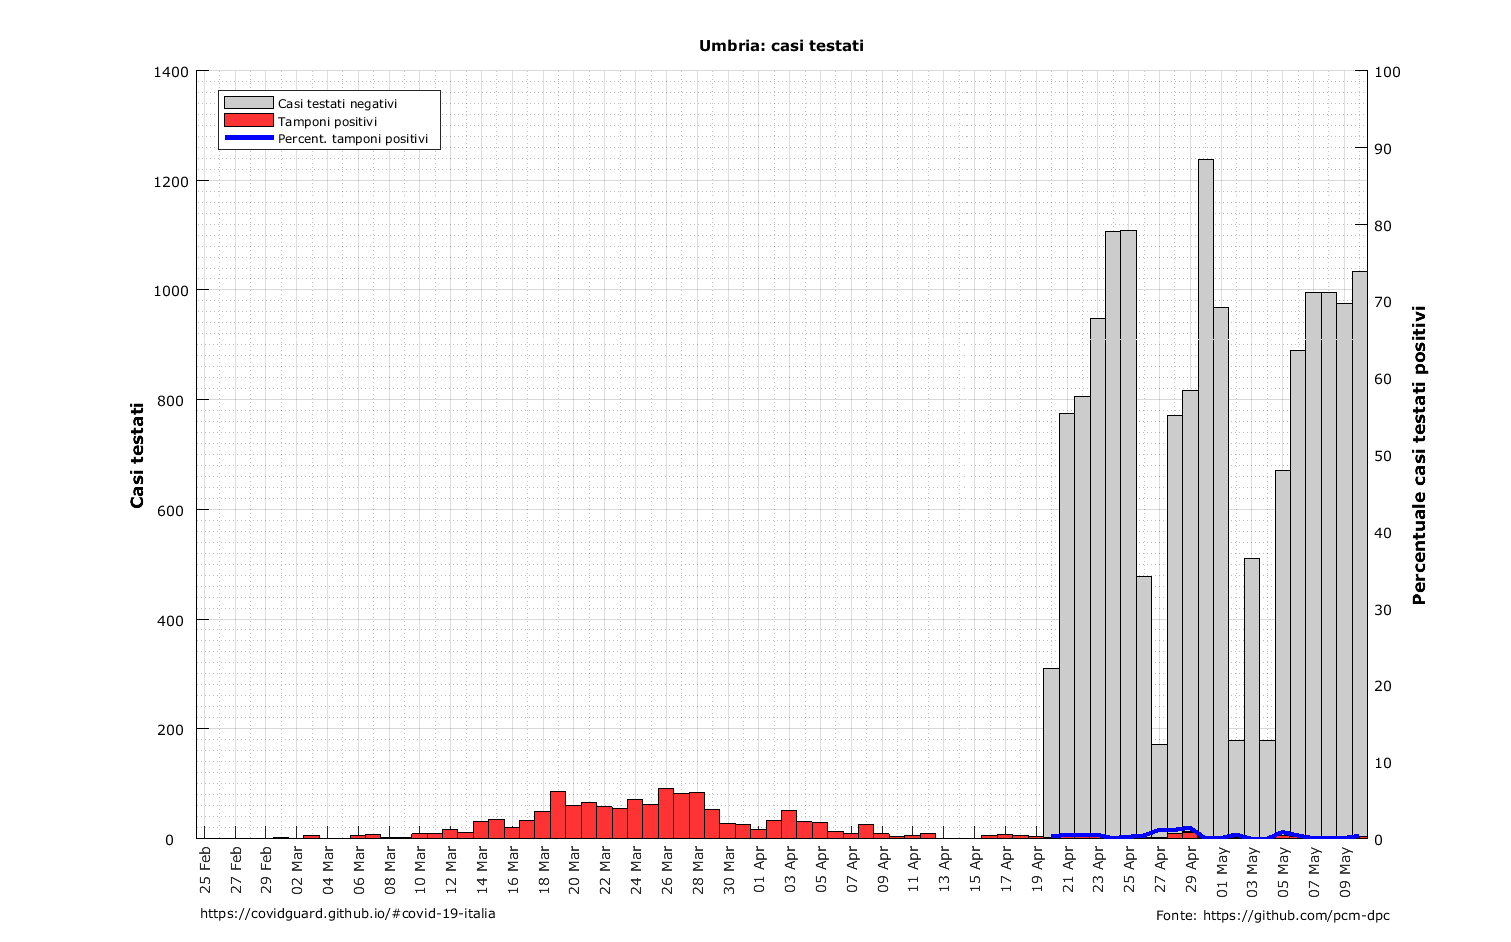 Umbria: casi testati
Casi testati negativi
Tamponi positivi
Percent. tamponi positivi
Casi testati
1400
1200
1000
800
600
400
200
0
100
90
80
70
60
50
40
30
20
10
0
Percentuale casi testati positivi
25 Feb
27 Feb
29 Feb
02 Mar
04 Mar
06 Mar
08 Mar
10 Mar
12 Mar
14 Mar
16 Mar
18 Mar
20 Mar
22 Mar
24 Mar
26 Mar
28 Mar
30 Mar
01 Apr
03 Apr
05 Apr
07 Apr
09 Apr
11 Apr
13 Apr
15 Apr
17 Apr
19 Apr
21 Apr
23 Apr
25 Apr
27 Apr
29 Apr
01 May
03 May
05 May
07 May
09 May
https://covidguard.github.io/#covid-19-italia
Fonte: https://github.com/pcm-dpc